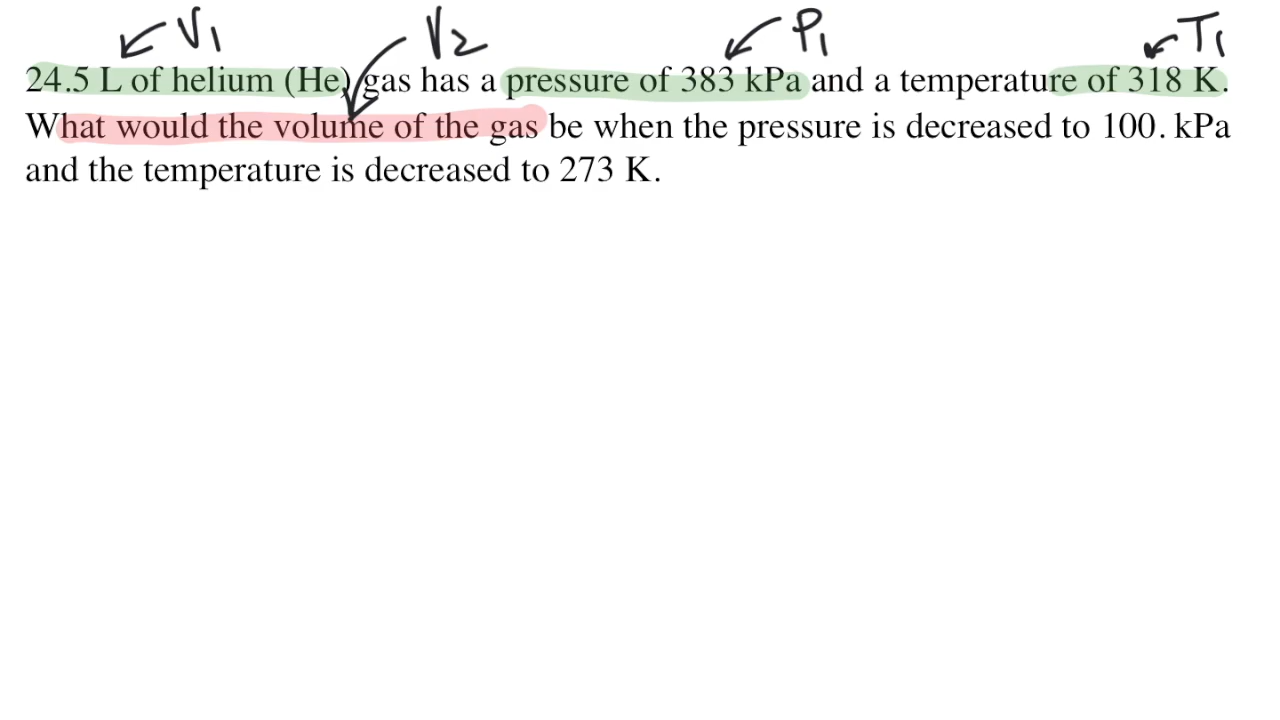 V1 V2 P1 T1
24.5 L of helium (He) gas has a pressure of 383 kPa and a temperature of 318 K.
What would the volume of the gas be when the pressure is decreased to 100. kPa
and the temperature is decreased to 273 K.